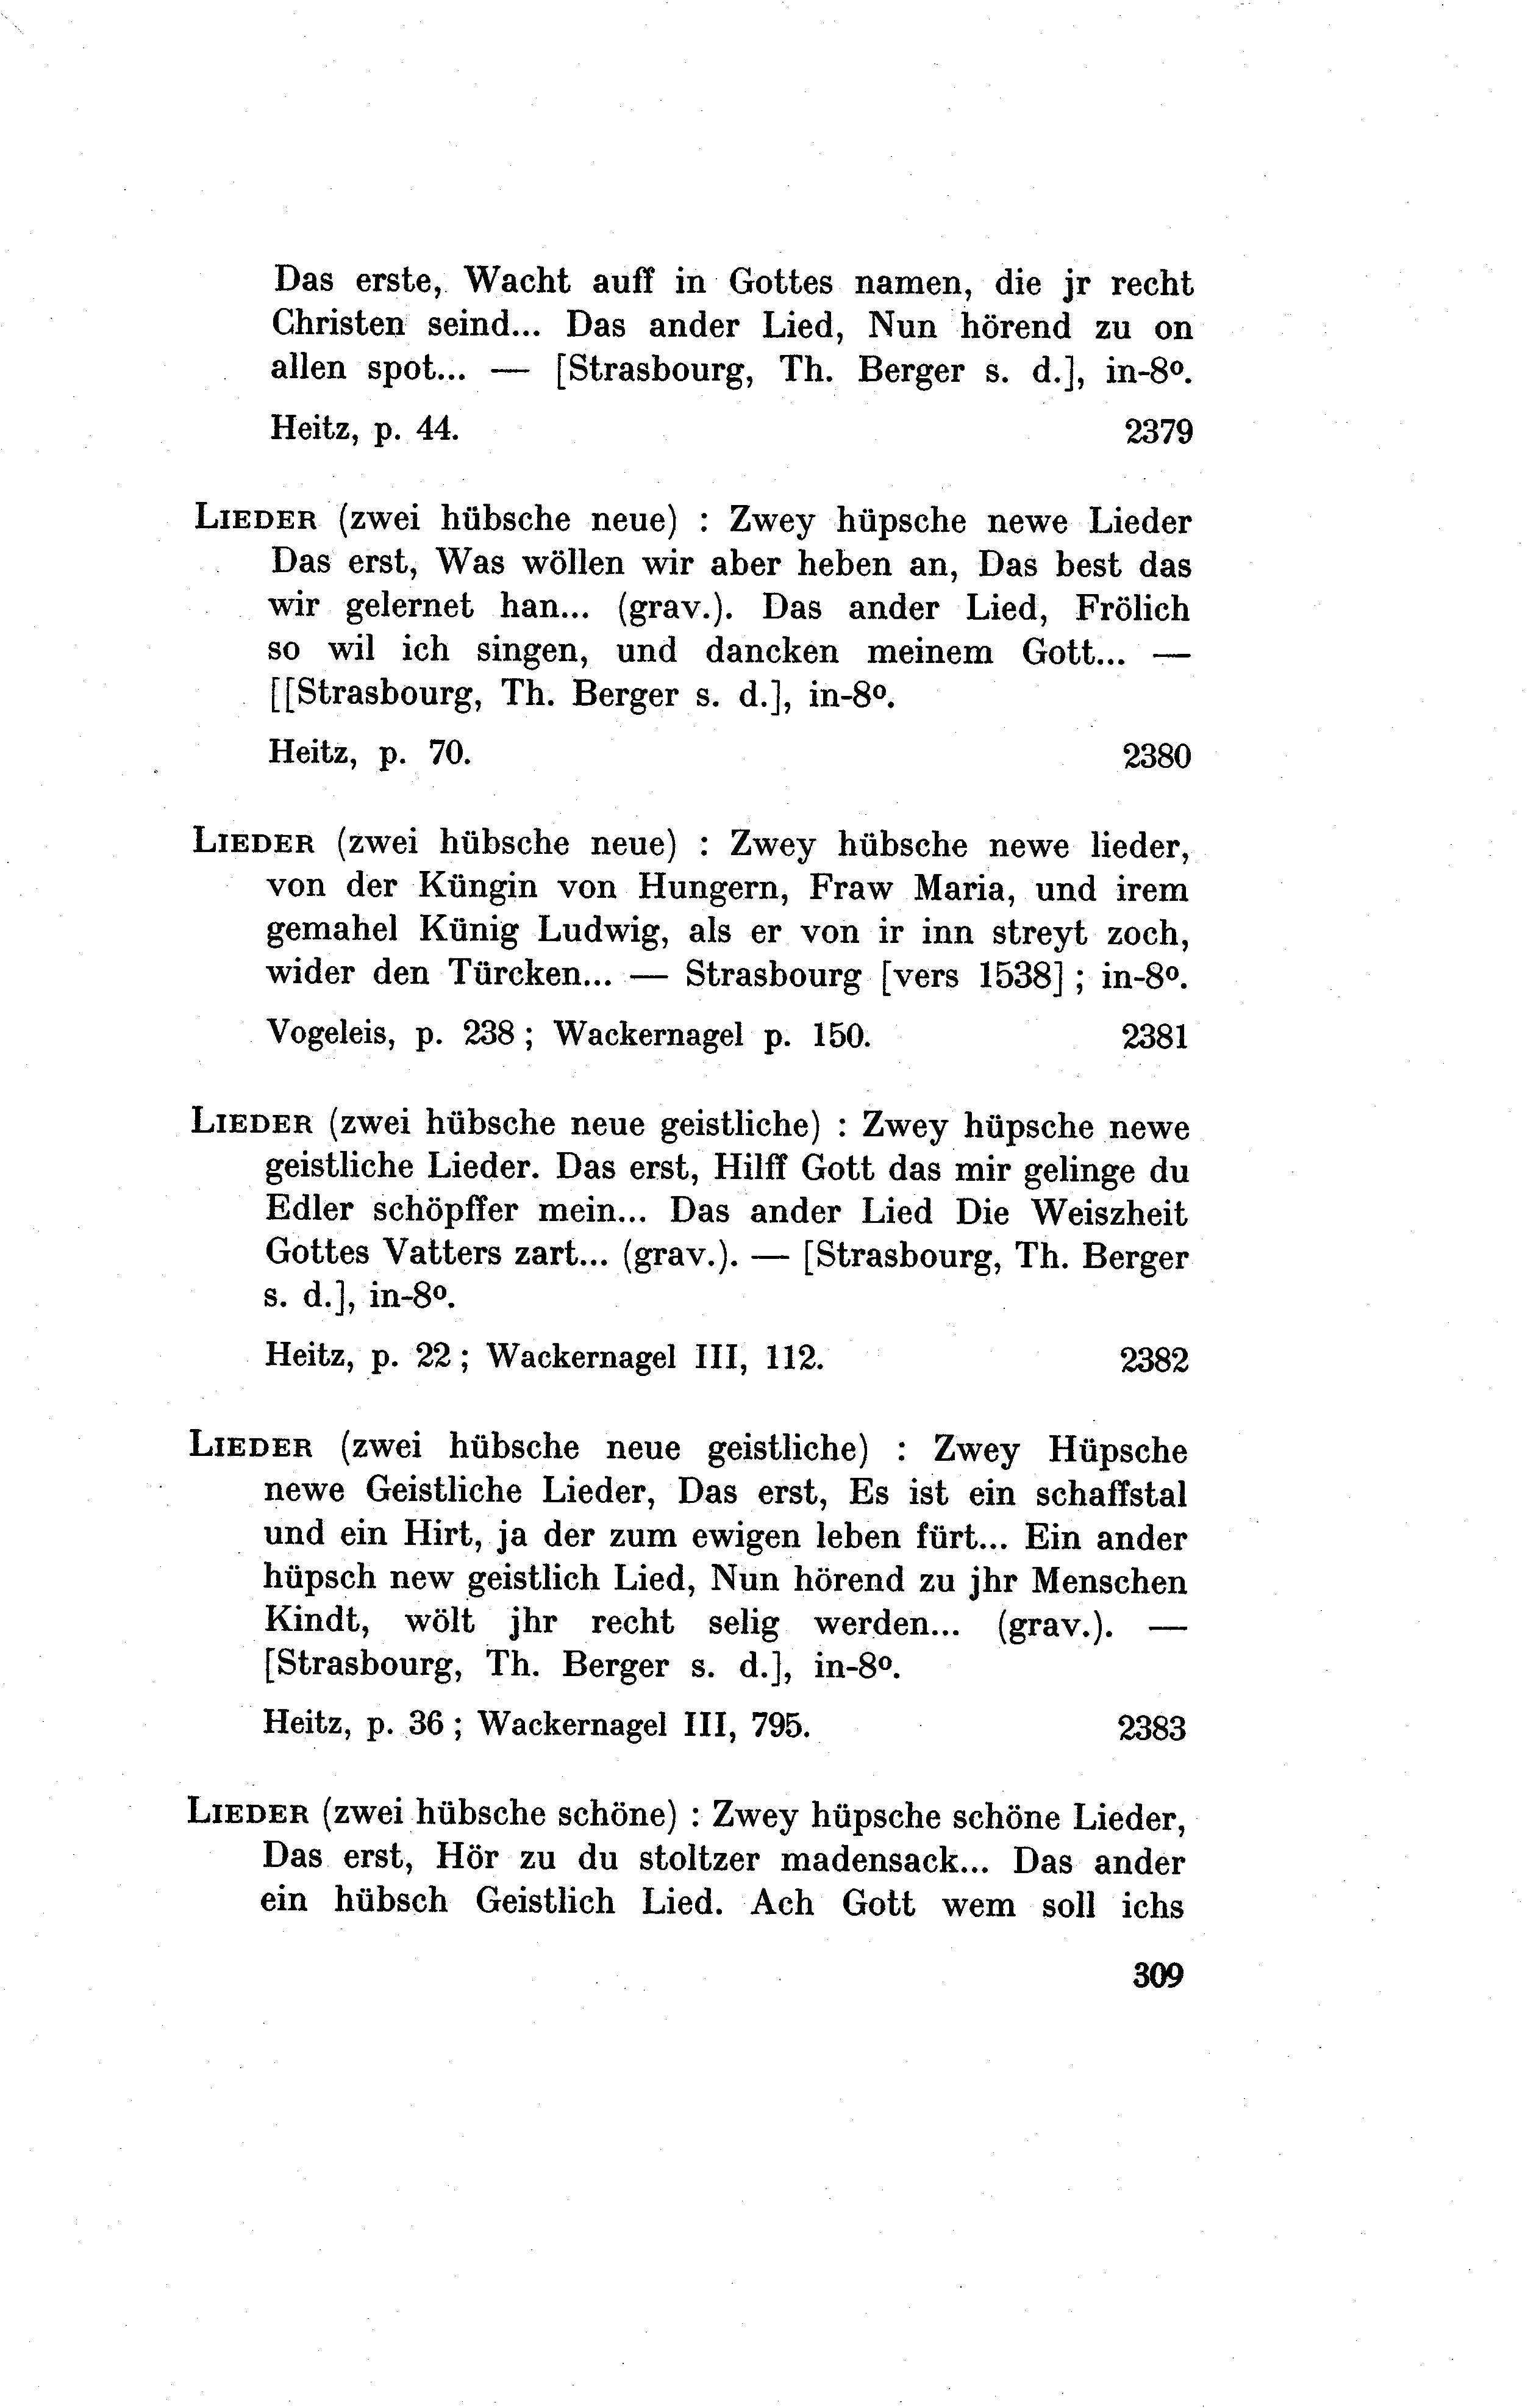 Das erste, Wacht auff in Gottes namen, die jr recht
Christen seind... Das ander Lied, Nun hörend zu on
allen spot... — [Strasbourg, Th. Berger s. d.], in-8º.
Heitz, p. 44. 2379
LIEDER (zwei hübsche neue) : Zwey hüpsche newe Lieder
Das erst, Was wöllen wir aber heben an, Das best das
wir gelernet han... (grav.). Das ander Lied, Frölich
so wil ich singen, und dancken meinem Gott... —
[[Strasbourg, Th. Berger s. d.], in-8º.
Heitz, p. 70. 2380
LIEDER (zwei hübsche neue) : Zwey hübsche newe lieder,
von der Küngin von Hungern, Fraw Maria, und irem
gemahel Künig Ludwig, als er von ir inn streyt zoch,
wider den Türcken... — Strasbourg [vers 1538] ; in-8º.
Vogeleis, p. 238 ; Wackernagel p. 150. 2381
LIEDER (zwei hübsche neue geistliche) : Zwey hüpsche newe
geistliche Lieder. Das erst, Hilff Gott das mir gelinge du
Edler schöpffer mein... Das ander Lied Die Weiszheit
Gottes Vatters zart... (grav.). — [Strasbourg, Th. Berger
s. d.], in-8º.
Heitz, p. 22 ; Wackernagel III, 112. 2382
LIEDER (zwei hübsche neue geistliche) : Zwey Hüpsche
newe Geistliche Lieder, Das erst, Es ist ein schaffstal
und ein Hirt, ja der zum ewigen leben fürt... Ein ander
hüpsch new geistlich Lied, Nun hörend zu jhr Menschen
Kindt, wölt jhr recht selig werden... (grav.). —
[Strasbourg, Th. Berger s. d.], in-8º.
Heitz, p. 36 ; Wackernagel III, 795. 2383
LIEDER (zwei hübsche schöne) : Zwey hüpsche schöne Lieder,
Das erst, Hör zu du stoltzer madensack... Das ander
ein hübsch Geistlich Lied. Ach Gott wem soll ichs
309